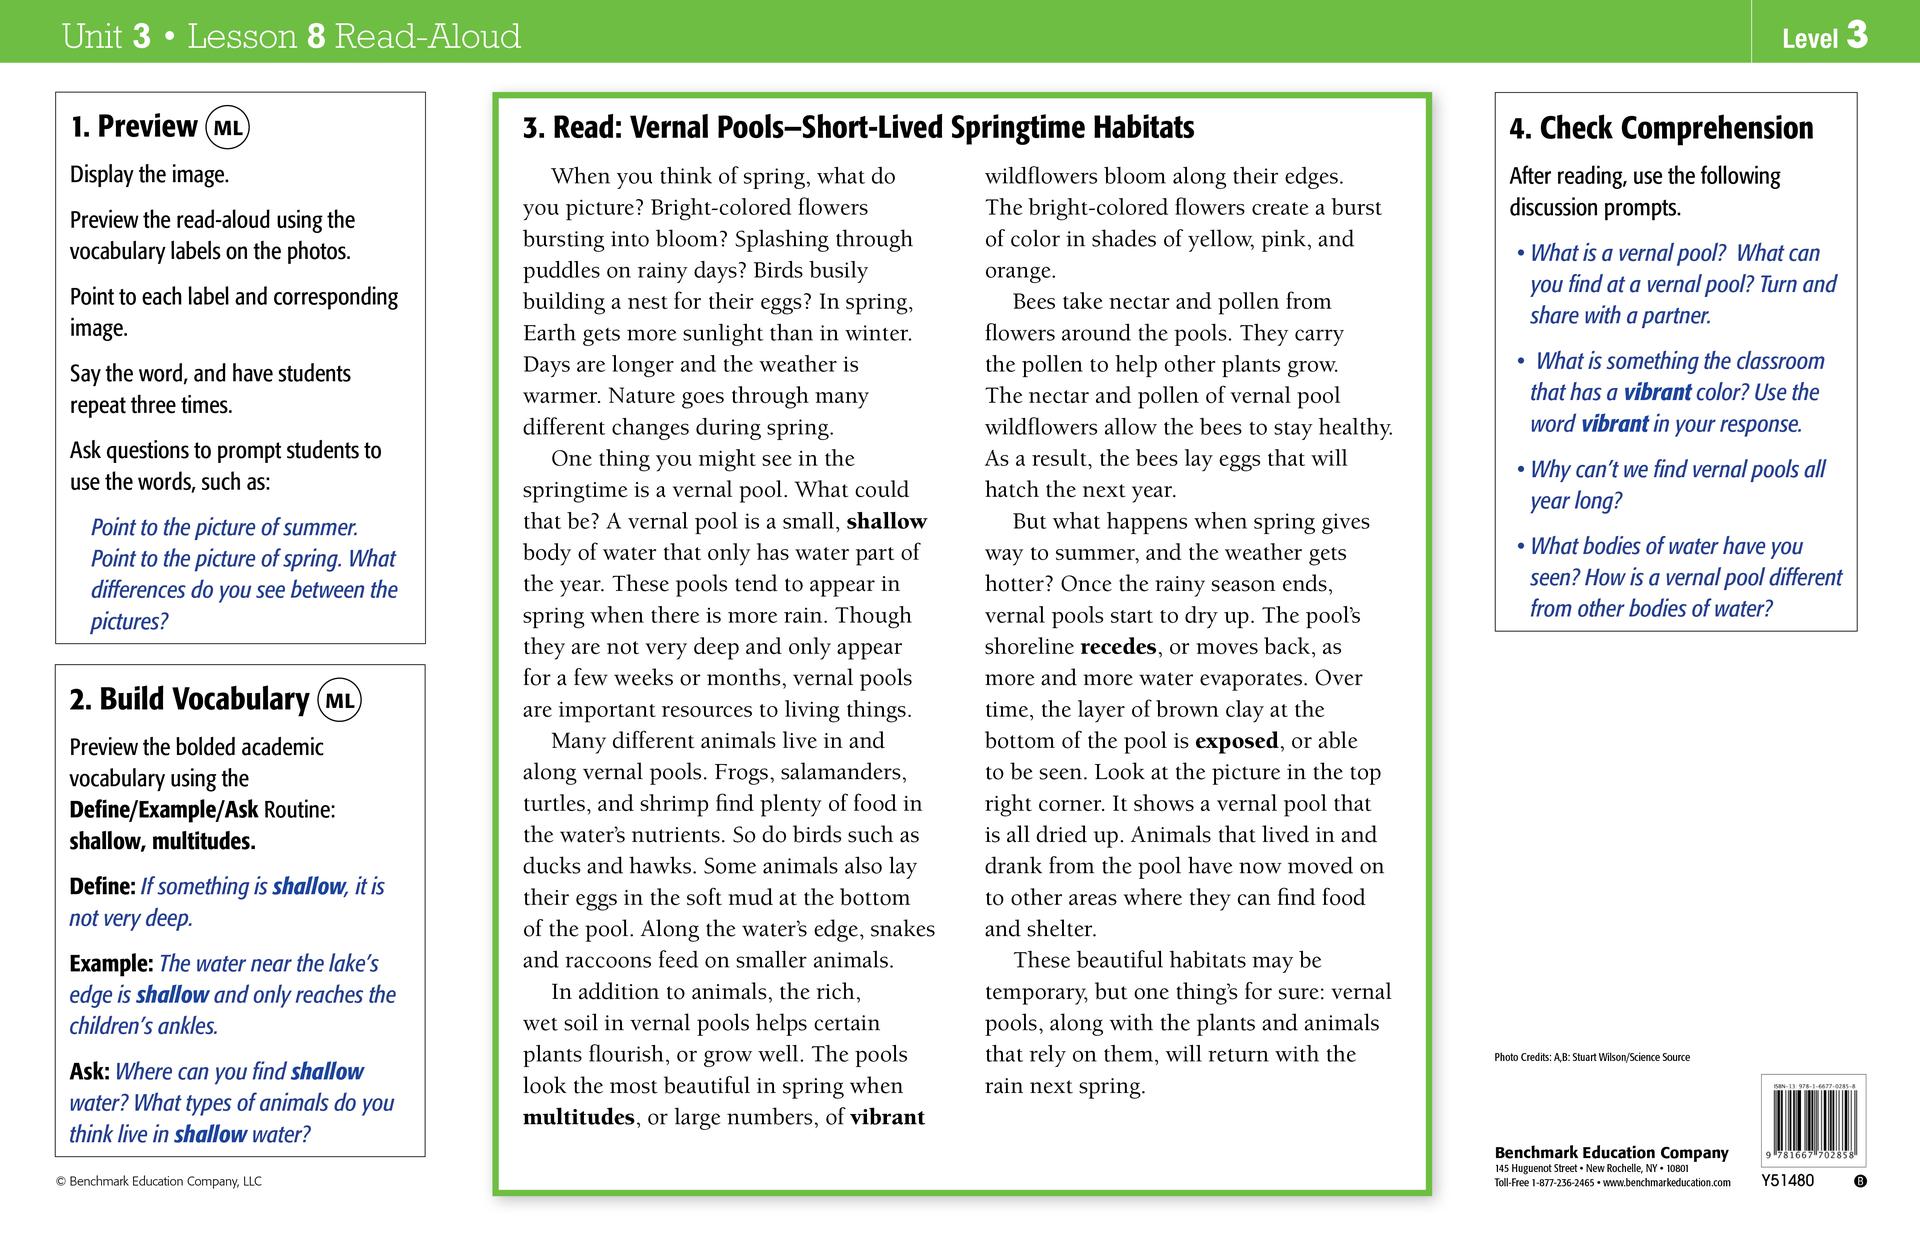 Unit 3 • Lesson 8 Read-Aloud
Level 3
1. Preview ML
Display the image.
Preview the read-aloud using the
vocabulary labels on the photos.
Point to each label and corresponding
image.
Say the word, and have students
repeat three times.
Ask questions to prompt students to
use the words, such as:
Point to the picture of summer.
Point to the picture of spring. What
differences do you see between the
pictures?
2. Build Vocabulary ML
Preview the bolded academic
vocabulary using the
Define/Example/Ask Routine:
shallow, multitudes.
Define: If something is shallow, it is
not very deep.
Example: The water near the lake's
edge is shallow and only reaches the
children's ankles.
Ask: Where can you find shallow
water? What types of animals do you
think live in shallow water?
© Benchmark Education Company, LLC
3. Read: Vernal Pools—Short-Lived Springtime Habitats
When you think of spring, what do
you picture? Bright-colored flowers
bursting into bloom? Splashing through
puddles on rainy days? Birds busily
building a nest for their eggs? In spring,
Earth gets more sunlight than in winter.
Days are longer and the weather is
warmer. Nature goes through many
different changes during spring.
One thing you might see in the
springtime is a vernal pool. What could
that be? A vernal pool is a small, shallow
body of water that only has water part of
the year. These pools tend to appear in
spring when there is more rain. Though
they are not very deep and only appear
for a few weeks or months, vernal pools
are important resources to living things.
Many different animals live in and
along vernal pools. Frogs, salamanders,
turtles, and shrimp find plenty of food in
the water's nutrients. So do birds such as
ducks and hawks. Some animals also lay
their eggs in the soft mud at the bottom
of the pool. Along the water's edge, snakes
and raccoons feed on smaller animals.
In addition to animals, the rich,
wet soil in vernal pools helps certain
plants flourish, or grow well. The pools
look the most beautiful in spring when
multitudes, or large numbers, of vibrant
wildflowers bloom along their edges.
The bright-colored flowers create a burst
of color in shades of yellow, pink, and
orange.
Bees take nectar and pollen from
flowers around the pools. They carry
the pollen to help other plants grow.
The nectar and pollen of vernal pool
wildflowers allow the bees to stay healthy.
As a result, the bees lay eggs that will
hatch the next year.
But what happens when spring gives
way to summer, and the weather gets
hotter? Once the rainy season ends,
vernal pools start to dry up. The pool's
shoreline recedes, or moves back, as
more and more water evaporates. Over
time, the layer of brown clay at the
bottom of the pool is exposed, or able
to be seen. Look at the picture in the top
right corner. It shows a vernal pool that
is all dried up. Animals that lived in and
drank from the pool have now moved on
to other areas where they can find food
and shelter.
These beautiful habitats may be
temporary, but one thing's for sure: vernal
pools, along with the plants and animals
that rely on them, will return with the
rain next spring.
4. Check Comprehension
After reading, use the following
discussion prompts.
• What is a vernal pool? What can
you find at a vernal pool? Turn and
share with a partner.
• What is something the classroom
that has a vibrant color? Use the
word vibrant in your response.
• Why can't we find vernal pools all
year long?
• What bodies of water have you
seen? How is a vernal pool different
from other bodies of water?
Photo Credits: A,B: Stuart Wilson/Science Source
Benchmark Education Company
145 Huguenot Street • New Rochelle, NY • 10801
Toll-Free 1-877-236-2465 • www.benchmarkeducation.com
ISBN-13 978-1-6677-0285-8
9 781667 702858
Y51480
B